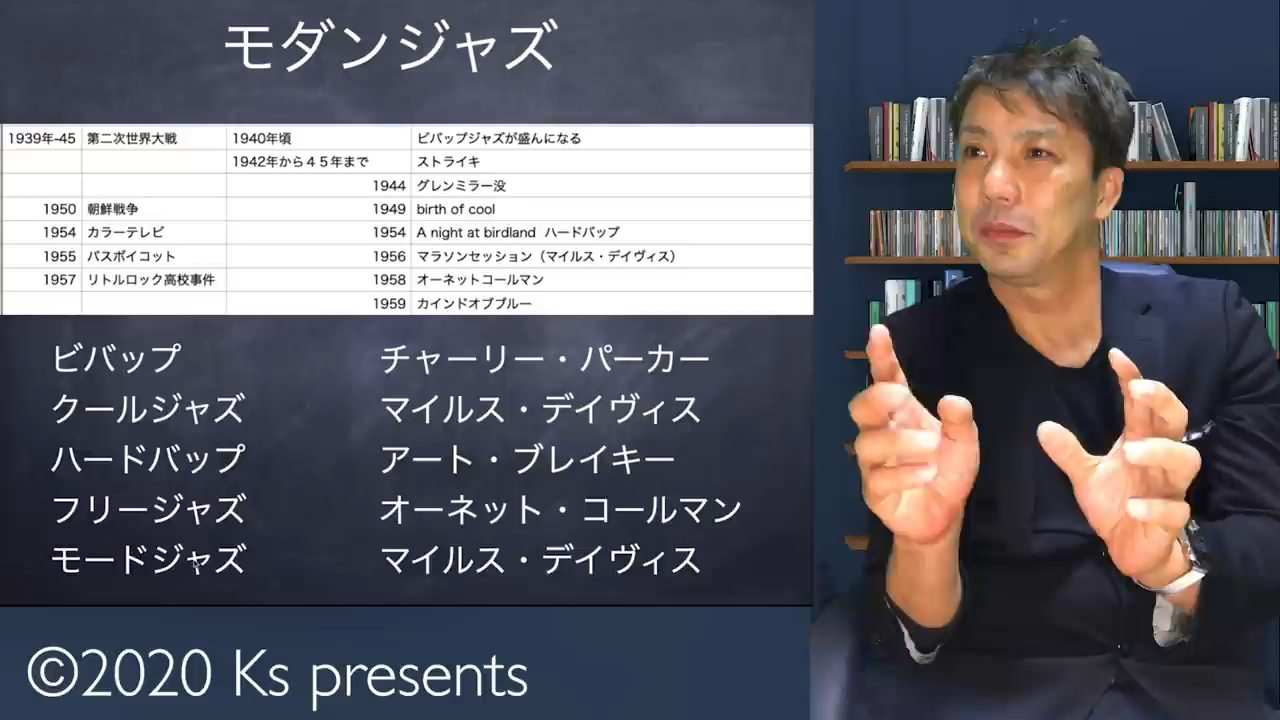 モダンジャズ
1939年-45 第二次世界大戦 1940年頃 ビバップジャズが盛んになる
1942年から４５年まで ストライキ
1944 グレンミラー没
1950 朝鮮戦争 1949 birth of cool
1954 カラーテレビ 1954 A night at birdland ハードバップ
1955 バスボイコット 1956 マラソンセッション（マイルス・デイヴィス）
1957 リトルロック高校事件 1958 オーネットコールマン
1959 カインドオブブルー
ビバップ チャーリー・パーカー
クールジャズ マイルス・デイヴィス
ハードバップ アート・ブレイキー
フリージャズ オーネット・コールマン
モードジャズ マイルス・デイヴィス
©2020 Ks presents